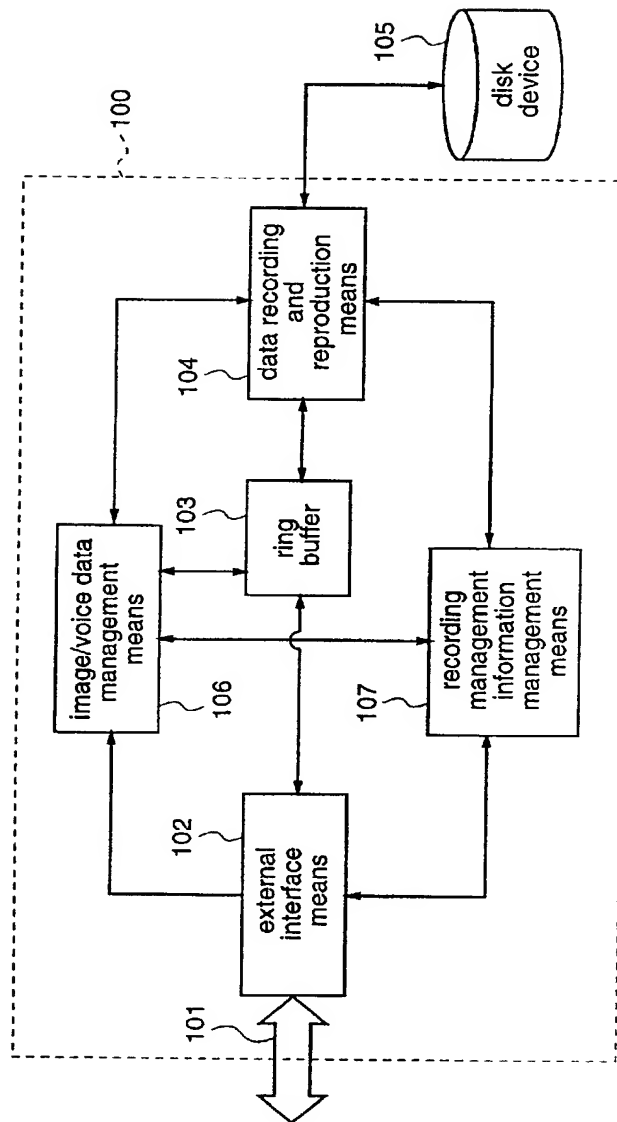 100
image/voice data
management
means
106
105
disk
device
data recording
and
reproduction
means
104
103
ring
buffer
102
external
interface
means
101
recording
management
information
management
means
107